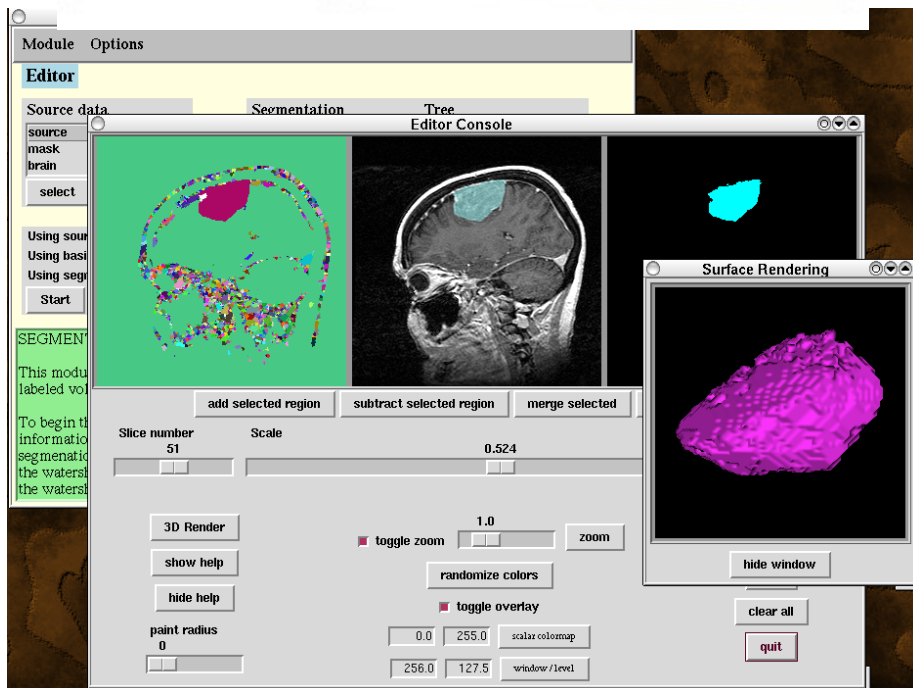 Module Options
Editor
Source data
Segmentation
Tree
source
mask
brain
select
Using
Using
Using
Start
SEGMEN
This modu
labeled vol
To begin th
informatio
segmenatio
the watersh
the watersh
Editor Console
add selected region
subtract selected region
merge selected
Slice number
51
Scale
0.524
3D Render
show help
hide help
paint radius
0
toggle zoom
1.0
zoom
randomize colors
toggle overlay
0.0
255.0
scalar colormap
256.0
127.5
window / level
Surface Rendering
hide window
clear all
quit